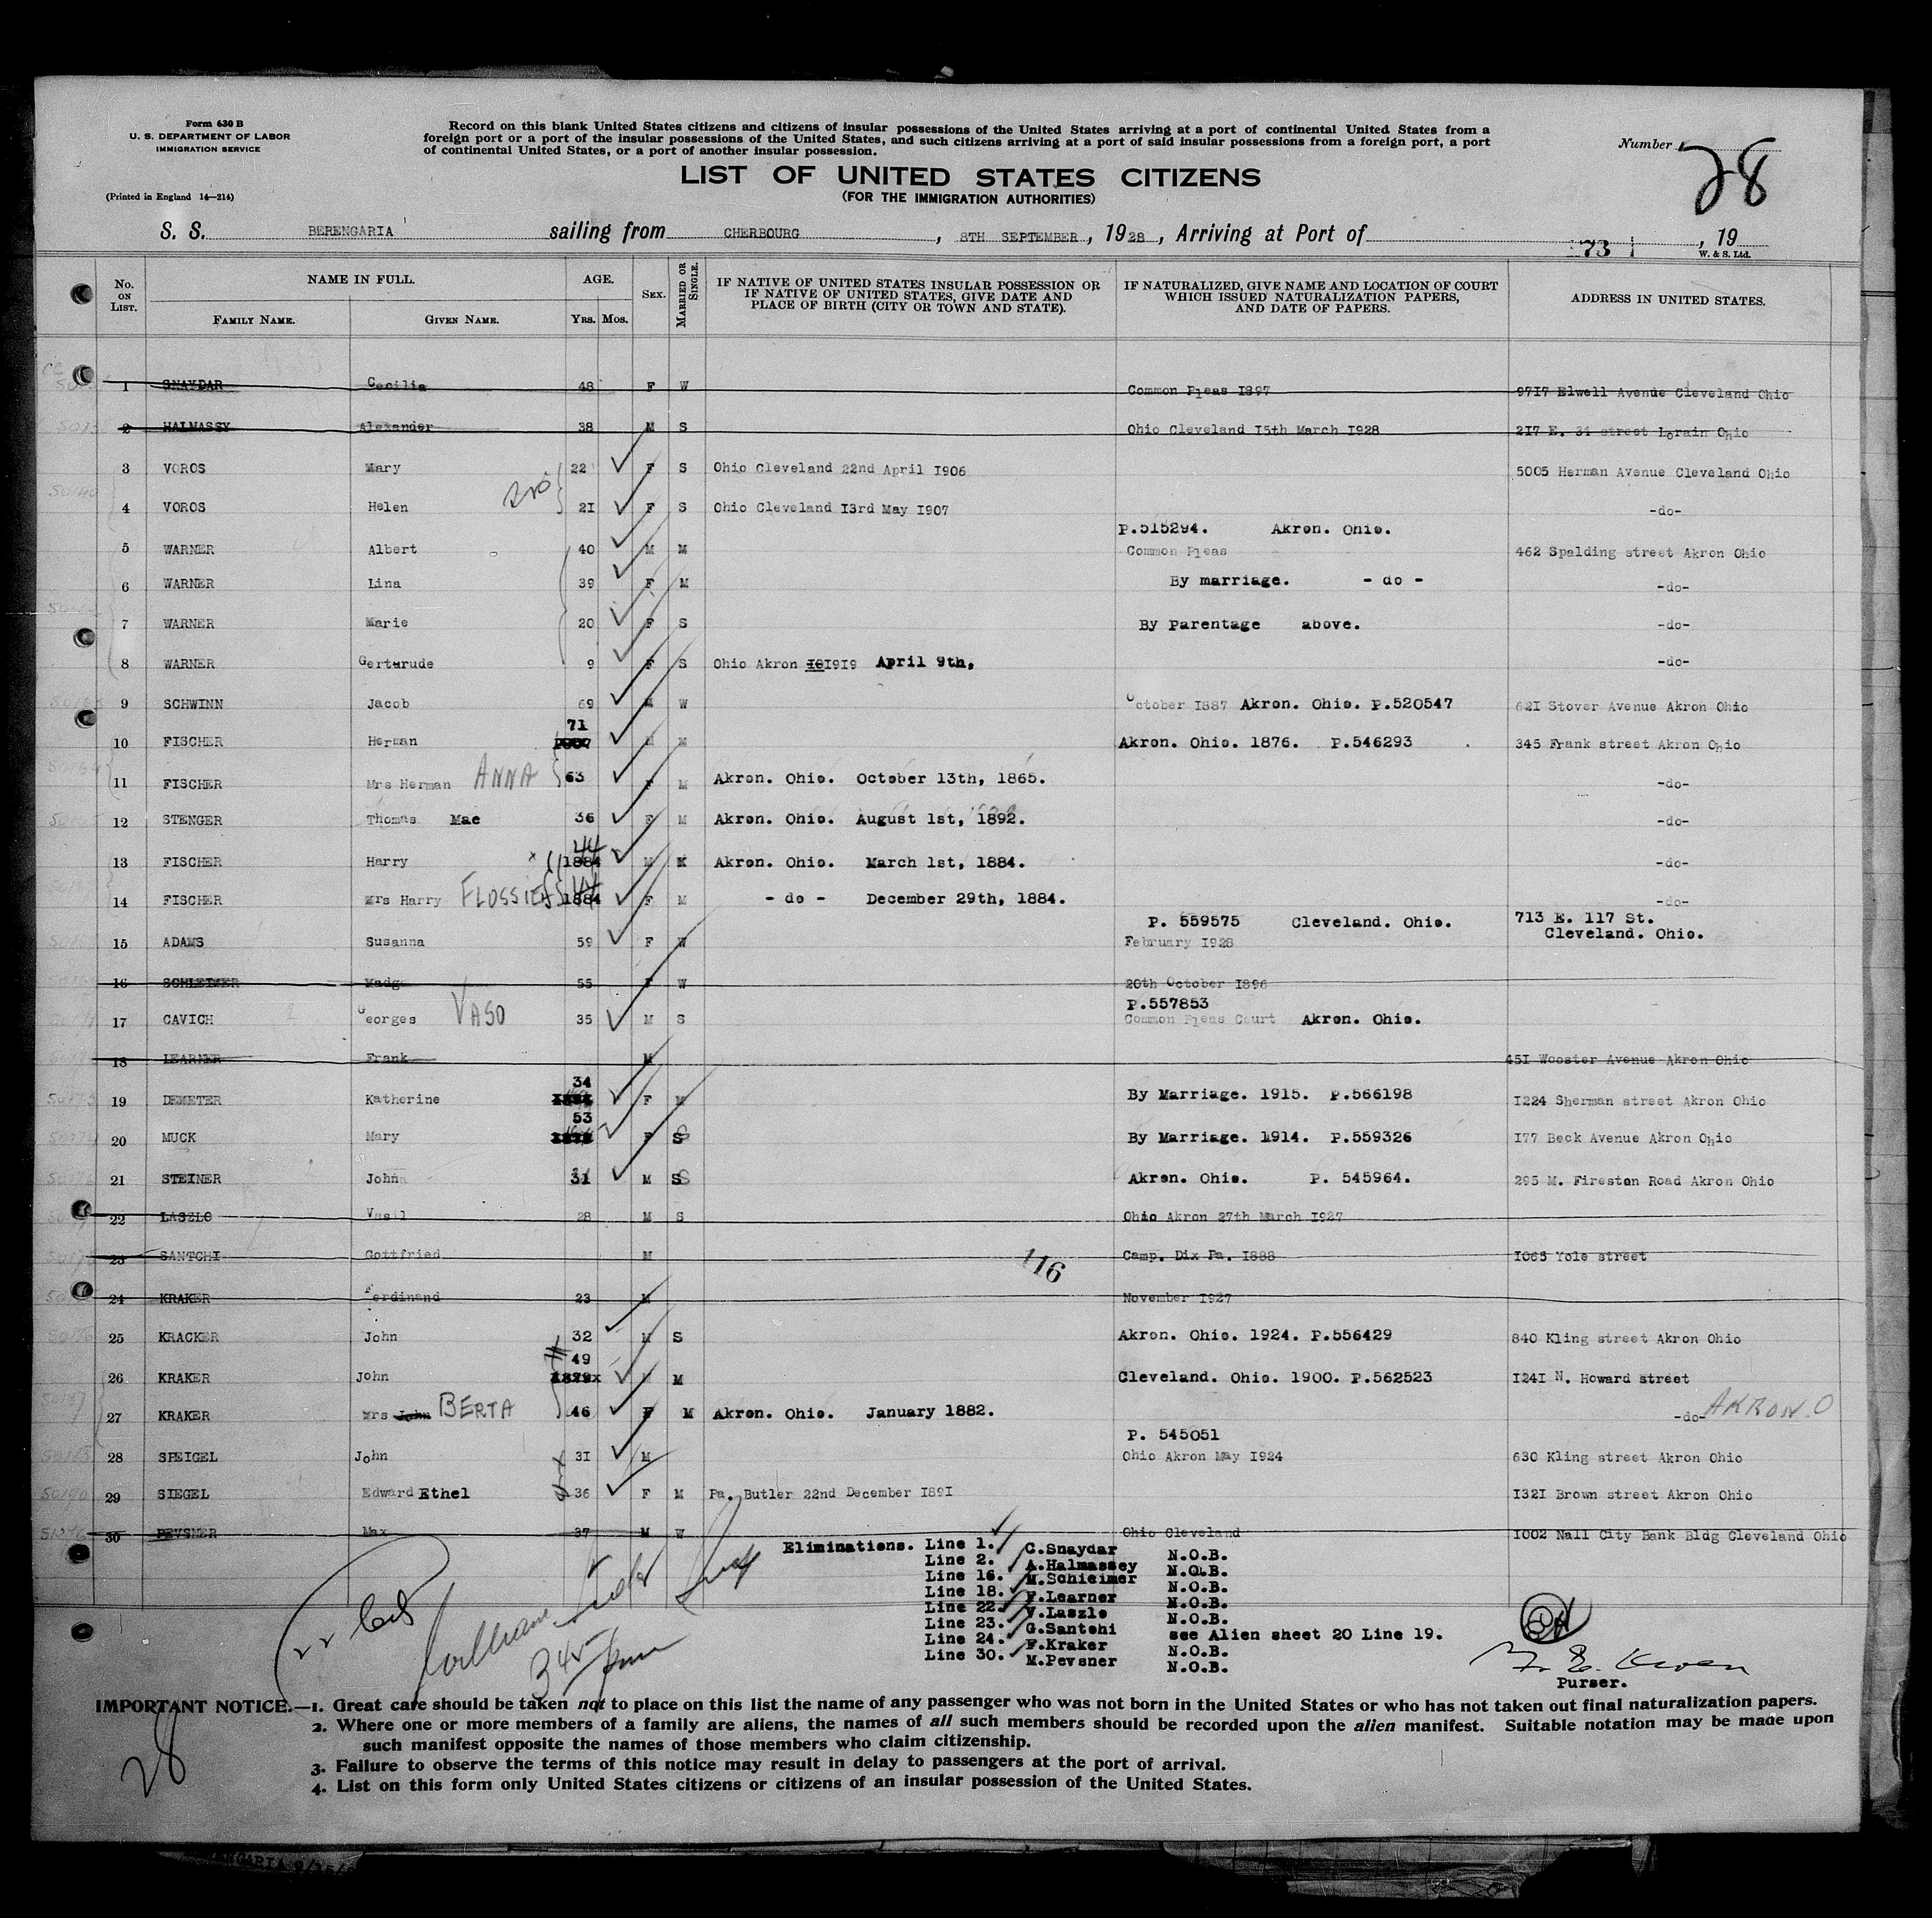 Form 630 B
U. S. DEPARTMENT OF LABOR
IMMIGRATION SERVICE
(Printed in England 14—214)
Record on this blank United States citizens and citizens of insular possessions of the United States arriving at a port of continental United States from a
foreign port or a port of the insular possessions of the United States, and such citizens arriving at a port of said insular possessions from a foreign port, a port
of continental United States, or a port of another insular possession.
Number 28
LIST OF UNITED STATES CITIZENS
(FOR THE IMMIGRATION AUTHORITIES)
S. S. BERENGARIA sailing from CHERBOURG, 8TH SEPTEMBER, 1928, Arriving at Port of 73, 19
W. & S. Ltd.
No. ON LIST. NAME IN FULL. FAMILY NAME. GIVEN NAME. AGE. YRS. MOS. SEX. MARRIED OR SINGLE. IF NATIVE OF UNITED STATES INSULAR POSSESSION OR IF NATIVE OF UNITED STATES, GIVE DATE AND PLACE OF BIRTH (CITY OR TOWN AND STATE). IF NATURALIZED, GIVE NAME AND LOCATION OF COURT WHICH ISSUED NATURALIZATION PAPERS, AND DATE OF PAPERS. ADDRESS IN UNITED STATES.
1 SNAYDAR Cecilia 48 F W Common Pleas 1897 9717 Elwell Avenue Cleveland Ohio
2 HALMASSY Alexander 38 M S Ohio Cleveland 15th March 1928 217 E. 34 street Lorain Ohio
3 VOROS Mary 22 F S Ohio Cleveland 22nd April 1906 5005 Herman Avenue Cleveland Ohio
4 VOROS Helen 21 F S Ohio Cleveland 13rd May 1907 -do-
P.515294. Akron. Ohio.
5 WARNER Albert 40 M M Common Pleas 462 Spalding street Akron Ohio
6 WARNER Lina 39 F M By marriage. - do - -do-
7 WARNER Marie 20 F S By Parentage above. -do-
8 WARNER Gerturude 9 F S Ohio Akron 1919 April 9th, -do-
9 SCHWINN Jacob 69 M W October 1887 Akron. Ohio. P.520547 621 Stover Avenue Akron Ohio
10 FISCHER Herman 71 M M Akron. Ohio. 1876. P.546293 345 Frank street Akron Ohio
11 FISCHER Mrs Herman ANNA 63 F M Akron. Ohio. October 13th, 1865. -do-
12 STENGER Thomas Mae 36 F M Akron. Ohio. August 1st, 1892. -do-
13 FISCHER Harry 1884 44 M M Akron. Ohio. March 1st, 1884. -do-
14 FISCHER Mrs Harry FLOSSIE 1884 44 F M - do - December 29th, 1884. -do-
P. 559575 Cleveland. Ohio. 713 E. 117 St.
15 ADAMS Susanna 59 F W February 1928 Cleveland. Ohio.
16 SCHLEIMER Madge 55 F W 20th October 1896
P.557853
17 CAVICH Georges VASO 35 M S Common Pleas Court Akron. Ohio.
18 LEARNER Frank M 451 Wooster Avenue Akron Ohio
19 DEMETER Katherine 34 F M By Marriage. 1915. P.566198 1224 Sherman street Akron Ohio
20 MUCK Mary 53 F S By Marriage. 1914. P.559326 177 Beck Avenue Akron Ohio
21 STEINER John 31 M S Akron. Ohio. P. 545964. 295 M. Fireston Road Akron Ohio
22 LASZLO Vasil 28 M S Ohio Akron 27th March 1927
23 SANTCHI Gottfried M Camp. Dix Pa. 1888 1065 Yole street
116
24 KRAKER Ferdinand 23 M November 1927
25 KRACKER John 32 M S Akron. Ohio. 1924. P.556429 840 Kling street Akron Ohio
26 KRAKER John 49 M M Cleveland. Ohio. 1900. P.562523 1241 N. Howard street
27 KRAKER Mrs John BERTA 46 F M Akron. Ohio. January 1882. -do- AKRON. O
P. 545051
28 SPEIGEL John 31 M Ohio Akron May 1924 630 Kling street Akron Ohio
29 SIEGEL Edward Ethel 36 F M Pa. Butler 22nd December 1891 1321 Brown street Akron Ohio
30 PEVSNER Max 37 M W Ohio Cleveland 1002 Nall City Bank Bldg Cleveland Ohio
Eliminations. Line 1. C.Snaydar N.O.B.
Line 2. A.Halmassey N.O.B.
Line 16. M.Schieimer N.O.B.
Line 18. F.Learner N.O.B.
Line 22. V.Laszlo N.O.B.
Line 23. G.Santchi see Alien sheet 20 Line 19.
Line 24. F.Kraker N.O.B.
Line 30. M.Pevsner N.O.B.
Purser.
IMPORTANT NOTICE.—1. Great care should be taken not to place on this list the name of any passenger who was not born in the United States or who has not taken out final naturalization papers.
2. Where one or more members of a family are aliens, the names of all such members should be recorded upon the alien manifest. Suitable notation may be made upon
such manifest opposite the names of those members who claim citizenship.
3. Failure to observe the terms of this notice may result in delay to passengers at the port of arrival.
4. List on this form only United States citizens or citizens of an insular possession of the United States.
28